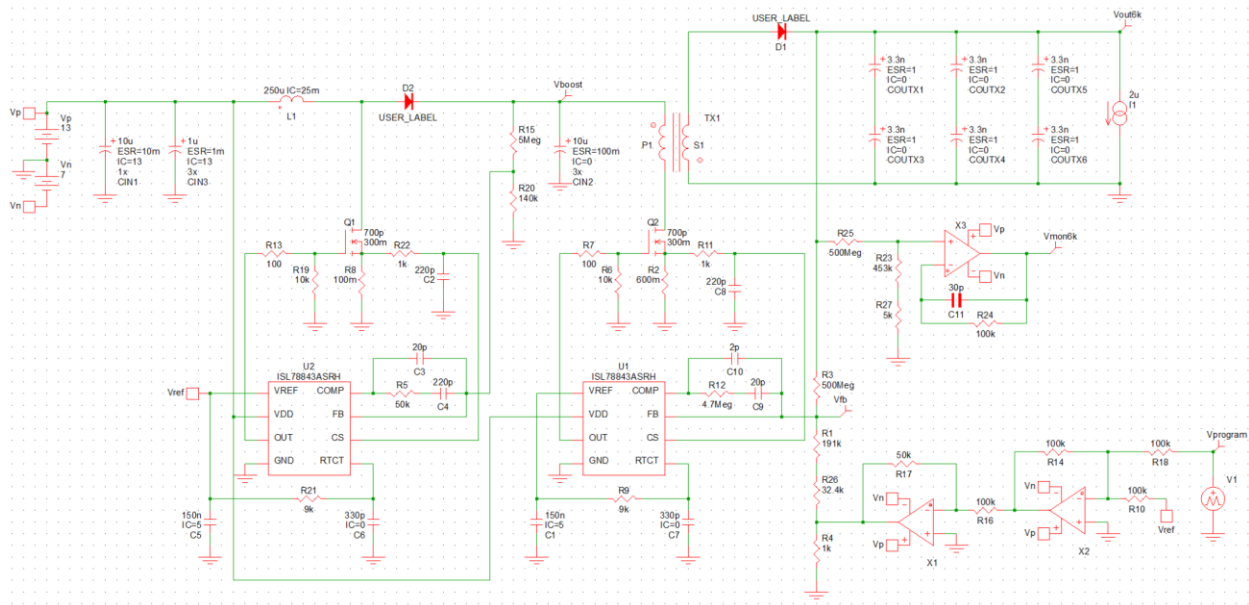 USER_LABEL
D1
Vout6k
3.3n
ESR=1
IC=0
COUTX1
3.3n
ESR=1
IC=0
COUTX2
3.3n
ESR=1
IC=0
COUTX5
2u
I1
3.3n
ESR=1
IC=0
COUTX3
3.3n
ESR=1
IC=0
COUTX4
3.3n
ESR=1
IC=0
COUTX6
Vp
Vp
13
Vn
7
Vn
10u
ESR=10m
IC=13
1x
CIN1
1u
ESR=1m
IC=13
3x
CIN3
250u IC=25m
L1
D2
USER_LABEL
Vboost
R15
5Meg
R20
140k
10u
ESR=100m
IC=0
3x
CIN2
P1
S1
TX1
Q1
700p
300m
R13
100
R19
10k
R8
100m
R22
1k
220p
C2
Q2
700p
300m
R7
100
R6
10k
R2
600m
R11
1k
220p
C8
R25
500Meg
R23
453k
R27
5k
X3
Vp
Vn
Vmon6k
30p
C11
R24
100k
U2
ISL78843ASRH
VREF
COMP
VDD
FB
OUT
CS
GND
RTCT
Vref
20p
C3
R5
50k
220p
C4
R21
9k
150n
IC=5
C5
330p
IC=0
C6
U1
ISL78843ASRH
VREF
COMP
VDD
FB
OUT
CS
GND
RTCT
2p
C10
R12
4.7Meg
20p
C9
R9
9k
150n
IC=5
C1
330p
IC=0
C7
R3
500Meg
Vfb
R1
191k
R26
32.4k
R4
1k
50k
R17
Vn
Vp
X1
100k
R16
100k
R14
Vn
Vp
X2
100k
R18
100k
R10
Vref
Vprogram
V1